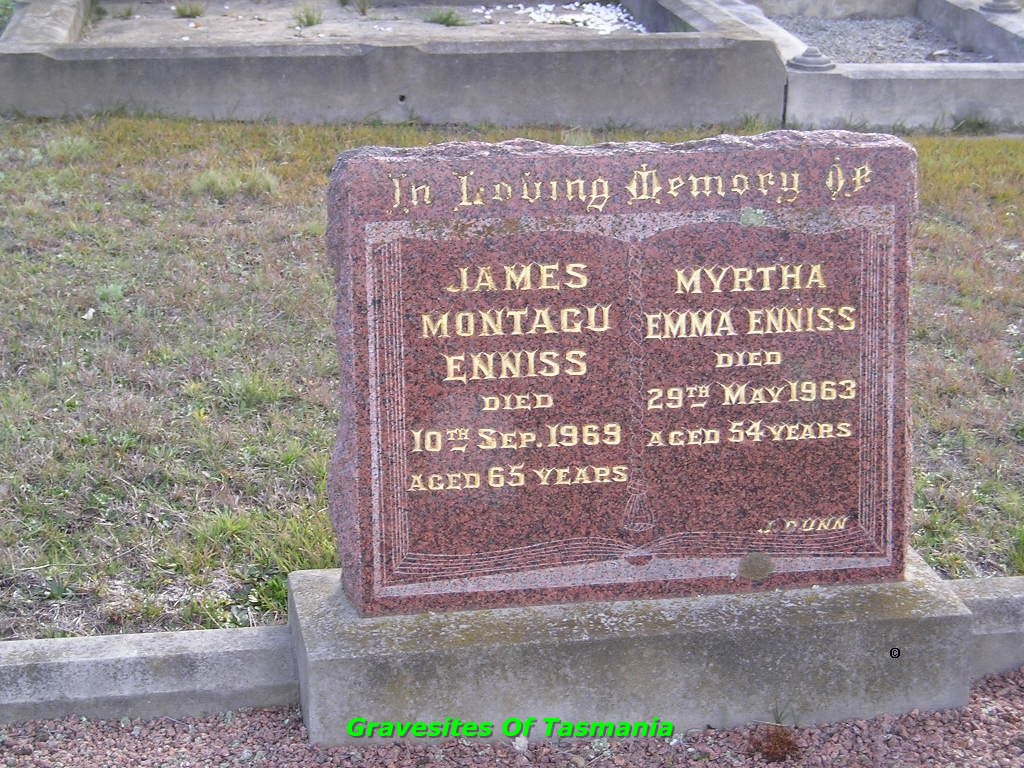 In Loving Memory Of
JAMES
MONTAGU
ENNISS
DIED
10TH SEP. 1969
AGED 65 YEARS
MYRTHA
EMMA ENNISS
DIED
29TH MAY 1963
AGED 54 YEARS
J. DUNN
©
Gravesites Of Tasmania